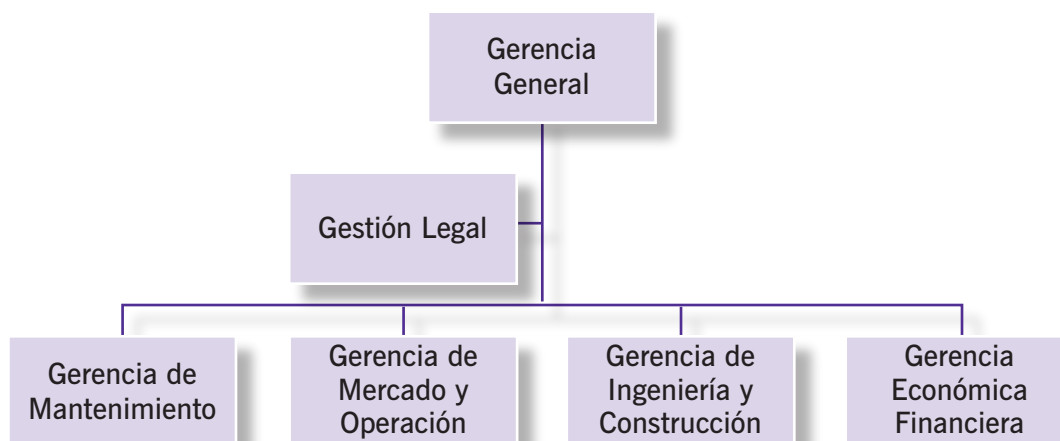 Gerencia
General
Gestión Legal
Gerencia de
Mantenimiento
Gerencia de
Mercado y
Operación
Gerencia de
Ingeniería y
Construcción
Gerencia
Económica
Financiera